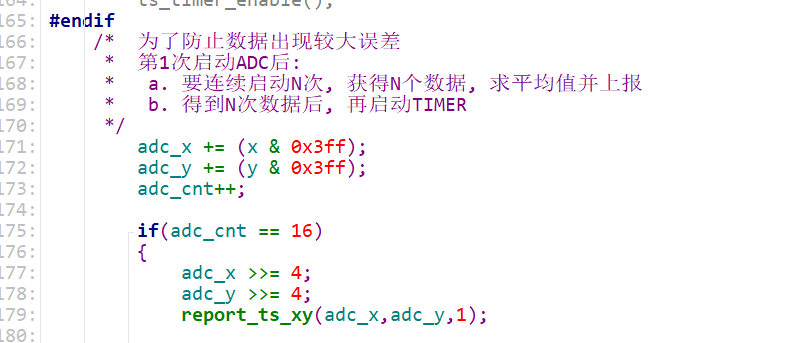 164: ts_timer_enable();
165: #endif
166: /* 为了防止数据出现较大误差
167: * 第1次启动ADC后:
168: * a. 要连续启动N次, 获得N个数据, 求平均值并上报
169: * b. 得到N次数据后, 再启动TIMER
170: */
171: adc_x += (x & 0x3ff);
172: adc_y += (y & 0x3ff);
173: adc_cnt++;
174:
175: if(adc_cnt == 16)
176: {
177: adc_x >>= 4;
178: adc_y >>= 4;
179: report_ts_xy(adc_x,adc_y,1);
180: